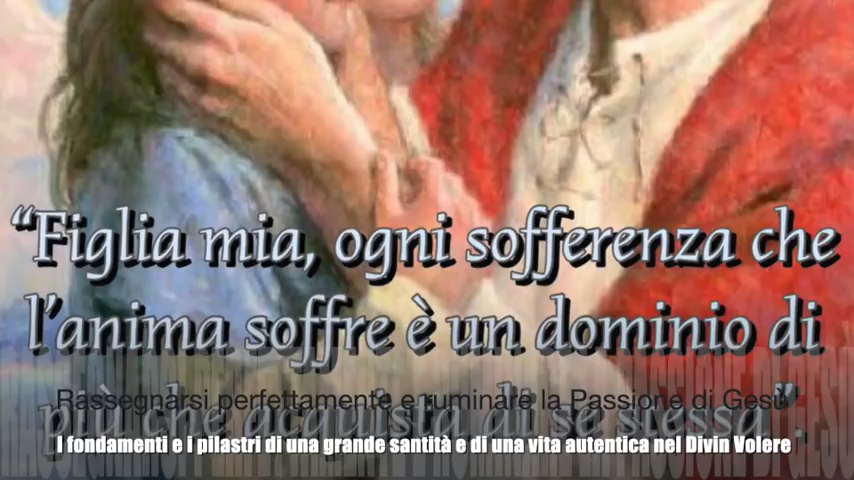 “Figlia mia, ogni sofferenza che
l’anima soffre è un dominio di
più che acquista di se stessa”.
Rassegnarsi perfettamente e ruminare la Passione di Gesù
I fondamenti e i pilastri di una grande santità e di una vita autentica nel Divin Volere